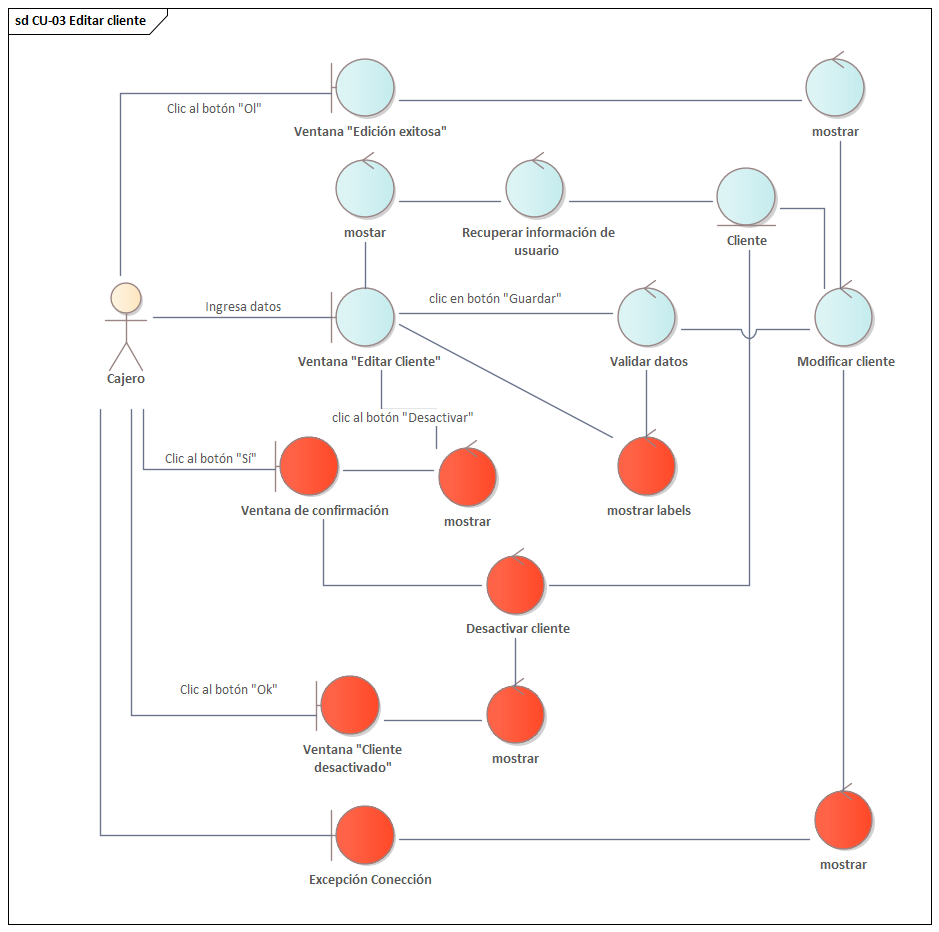 sd CU-03 Editar cliente
Clic al botón "Ol"
Ventana "Edición exitosa"
mostrar
mostar
Recuperar información de
usuario
Cliente
Ingresa datos
clic en botón "Guardar"
Ventana "Editar Cliente"
Validar datos
Modificar cliente
Cajero
clic al botón "Desactivar"
Clic al botón "Sí"
Ventana de confirmación
mostrar
mostrar labels
Desactivar cliente
Clic al botón "Ok"
Ventana "Cliente
desactivado"
mostrar
Excepción Conección
mostrar